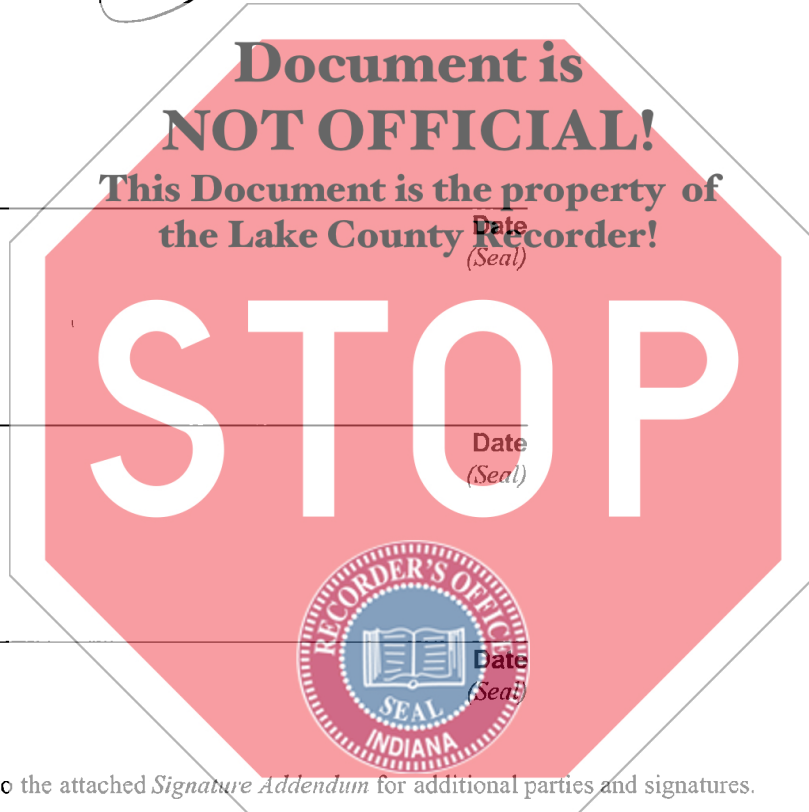 Document is
NOT OFFICIAL!
This Document is the property of
the Lake County Recorder!
Date
(Seal)
STOP
Date
(Seal)
RECORDER'S OFFICE
SEAL
INDIANA
Date
(Seal)
o the attached Signature Addendum for additional parties and signatures.